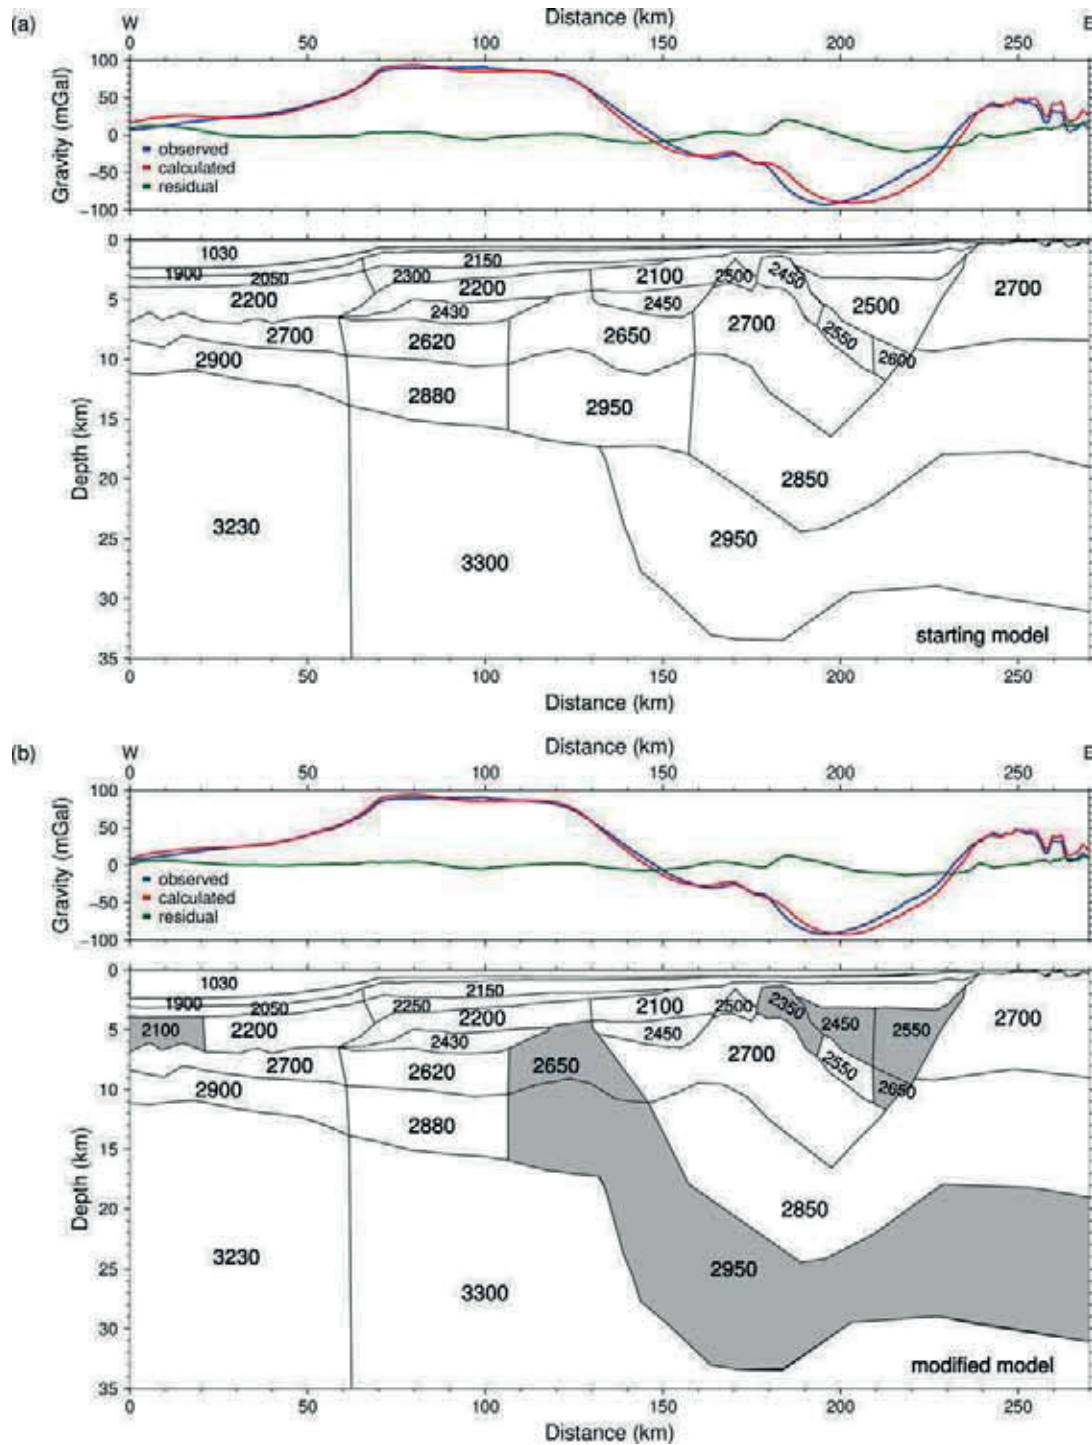 (a)
W
Distance (km)
E
0 50 100 150 200 250
100
50
0
−50
−100
Gravity (mGal)
observed
calculated
residual
0
5
10
15
20
25
30
35
Depth (km)
1030
1900 2050 2300 2150 2100 2500 2450
2200 2200 2430 2450 2500 2700
2700 2620 2650 2700 2550 2600
2900 2880 2950
2850
3230 3300 2950
starting model
0 50 100 150 200 250
Distance (km)
(b)
W
Distance (km)
E
0 50 100 150 200 250
100
50
0
−50
−100
Gravity (mGal)
observed
calculated
residual
0
5
10
15
20
25
30
35
Depth (km)
1030
1900 2050 2250 2150 2100 2500 2350
2100 2200 2200 2430 2450 2450 2550 2700
2700 2620 2650 2700 2550 2650
2900 2880
2850
3230 3300 2950
modified model
0 50 100 150 200 250
Distance (km)